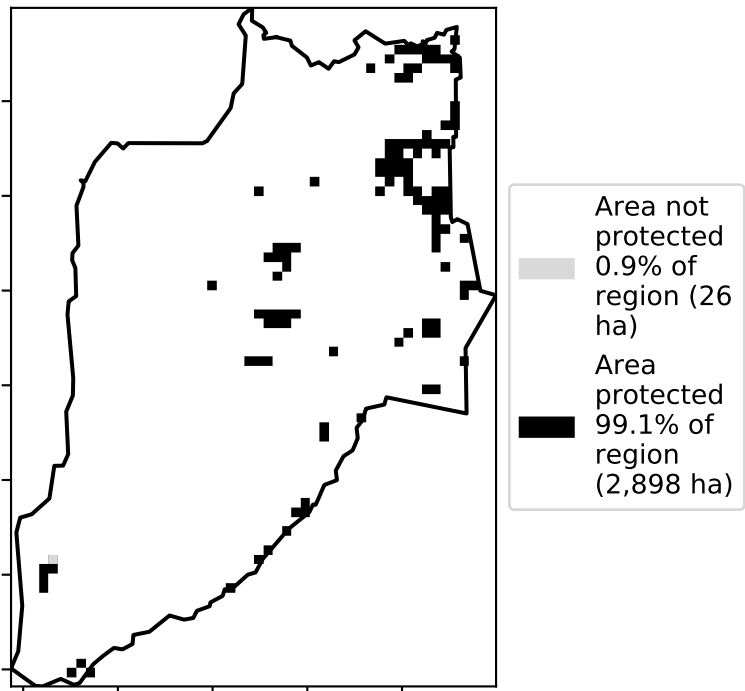 Area not
protected
0.9% of
region (26
ha)
Area
protected
99.1% of
region
(2,898 ha)